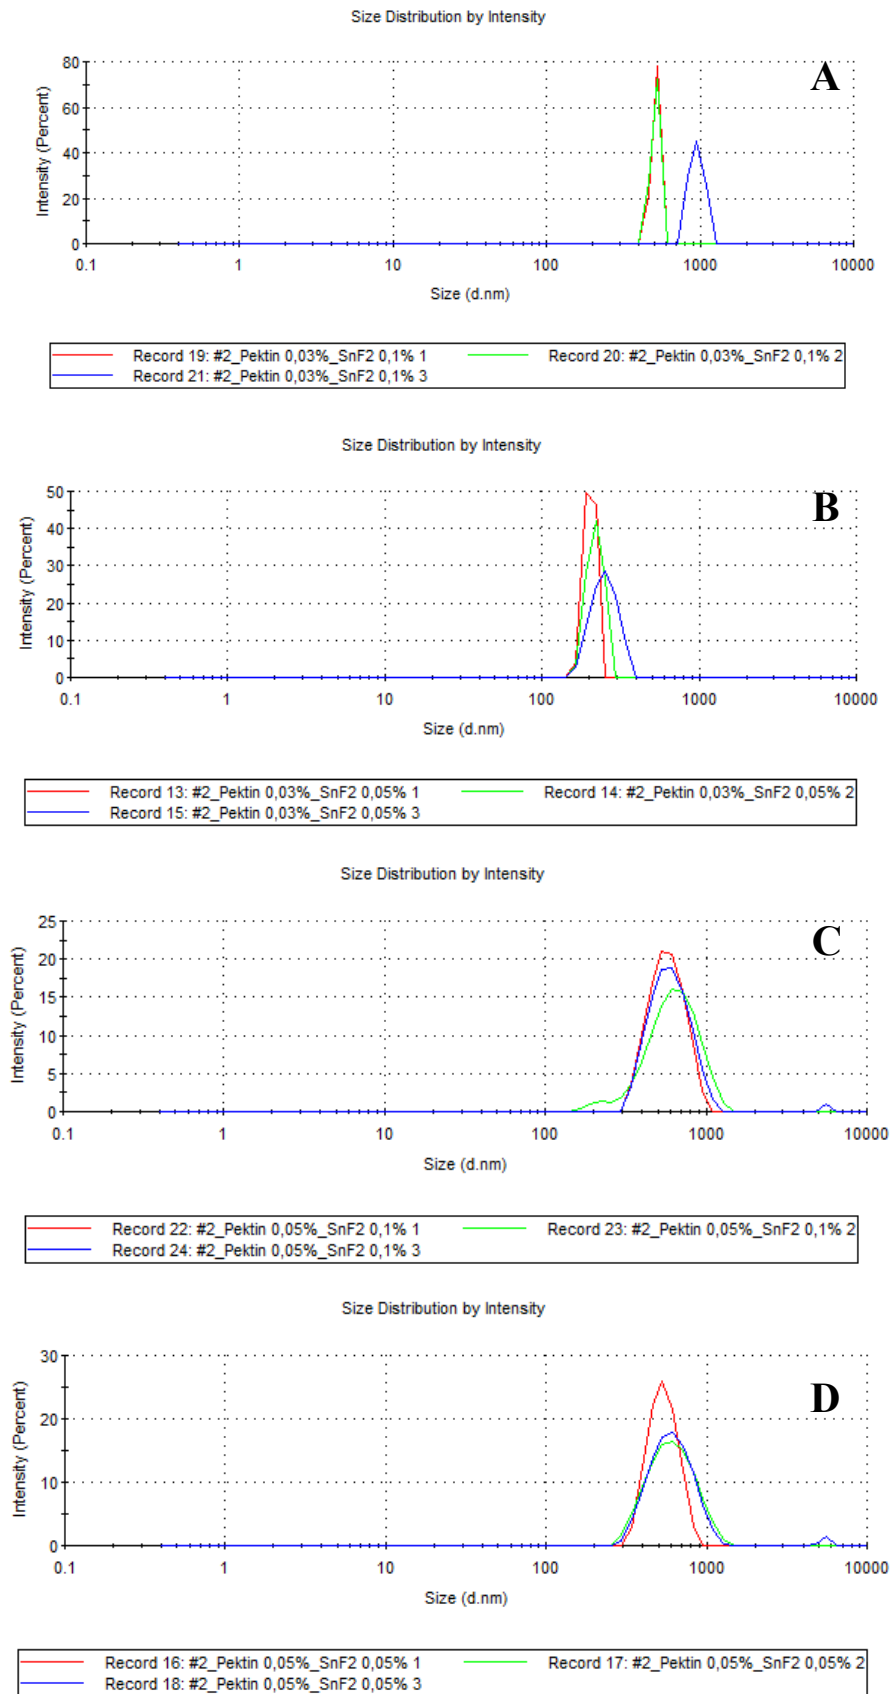 Size Distribution by Intensity
A
80
60
40
20
0
Intensity (Percent)
0.1 1 10 100 1000 10000
Size (d.nm)
Record 19: #2_Pektin 0,03%_SnF2 0,1% 1 Record 20: #2_Pektin 0,03%_SnF2 0,1% 2
Record 21: #2_Pektin 0,03%_SnF2 0,1% 3
Size Distribution by Intensity
B
50
40
30
20
10
0
Intensity (Percent)
0.1 1 10 100 1000 10000
Size (d.nm)
Record 13: #2_Pektin 0,03%_SnF2 0,05% 1 Record 14: #2_Pektin 0,03%_SnF2 0,05% 2
Record 15: #2_Pektin 0,03%_SnF2 0,05% 3
Size Distribution by Intensity
C
25
20
15
10
5
0
Intensity (Percent)
0.1 1 10 100 1000 10000
Size (d.nm)
Record 22: #2_Pektin 0,05%_SnF2 0,1% 1 Record 23: #2_Pektin 0,05%_SnF2 0,1% 2
Record 24: #2_Pektin 0,05%_SnF2 0,1% 3
Size Distribution by Intensity
D
30
20
10
0
Intensity (Percent)
0.1 1 10 100 1000 10000
Size (d.nm)
Record 16: #2_Pektin 0,05%_SnF2 0,05% 1 Record 17: #2_Pektin 0,05%_SnF2 0,05% 2
Record 18: #2_Pektin 0,05%_SnF2 0,05% 3